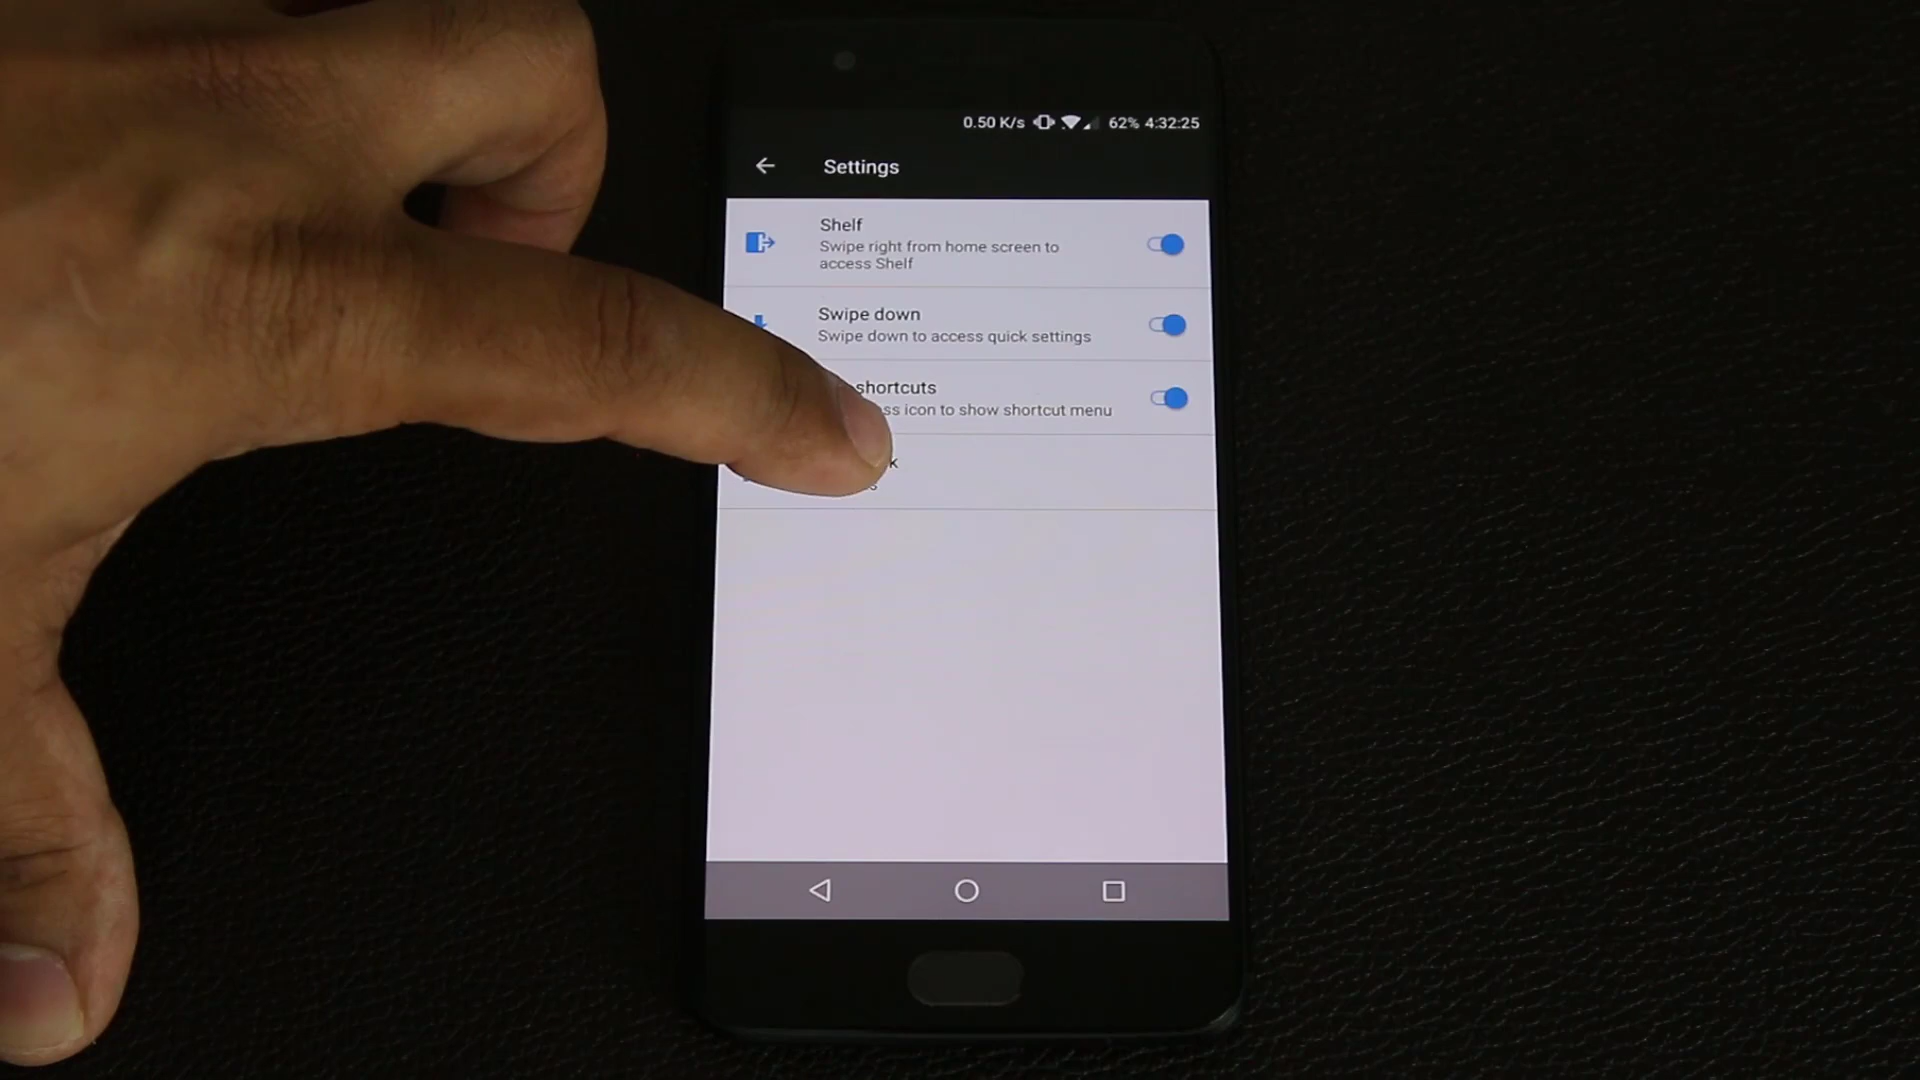 0.50 K/s 62% 4:32:25
Settings
Shelf
Swipe right from home screen to
access Shelf
Swipe down
Swipe down to access quick settings
shortcuts
icon to show shortcut menu